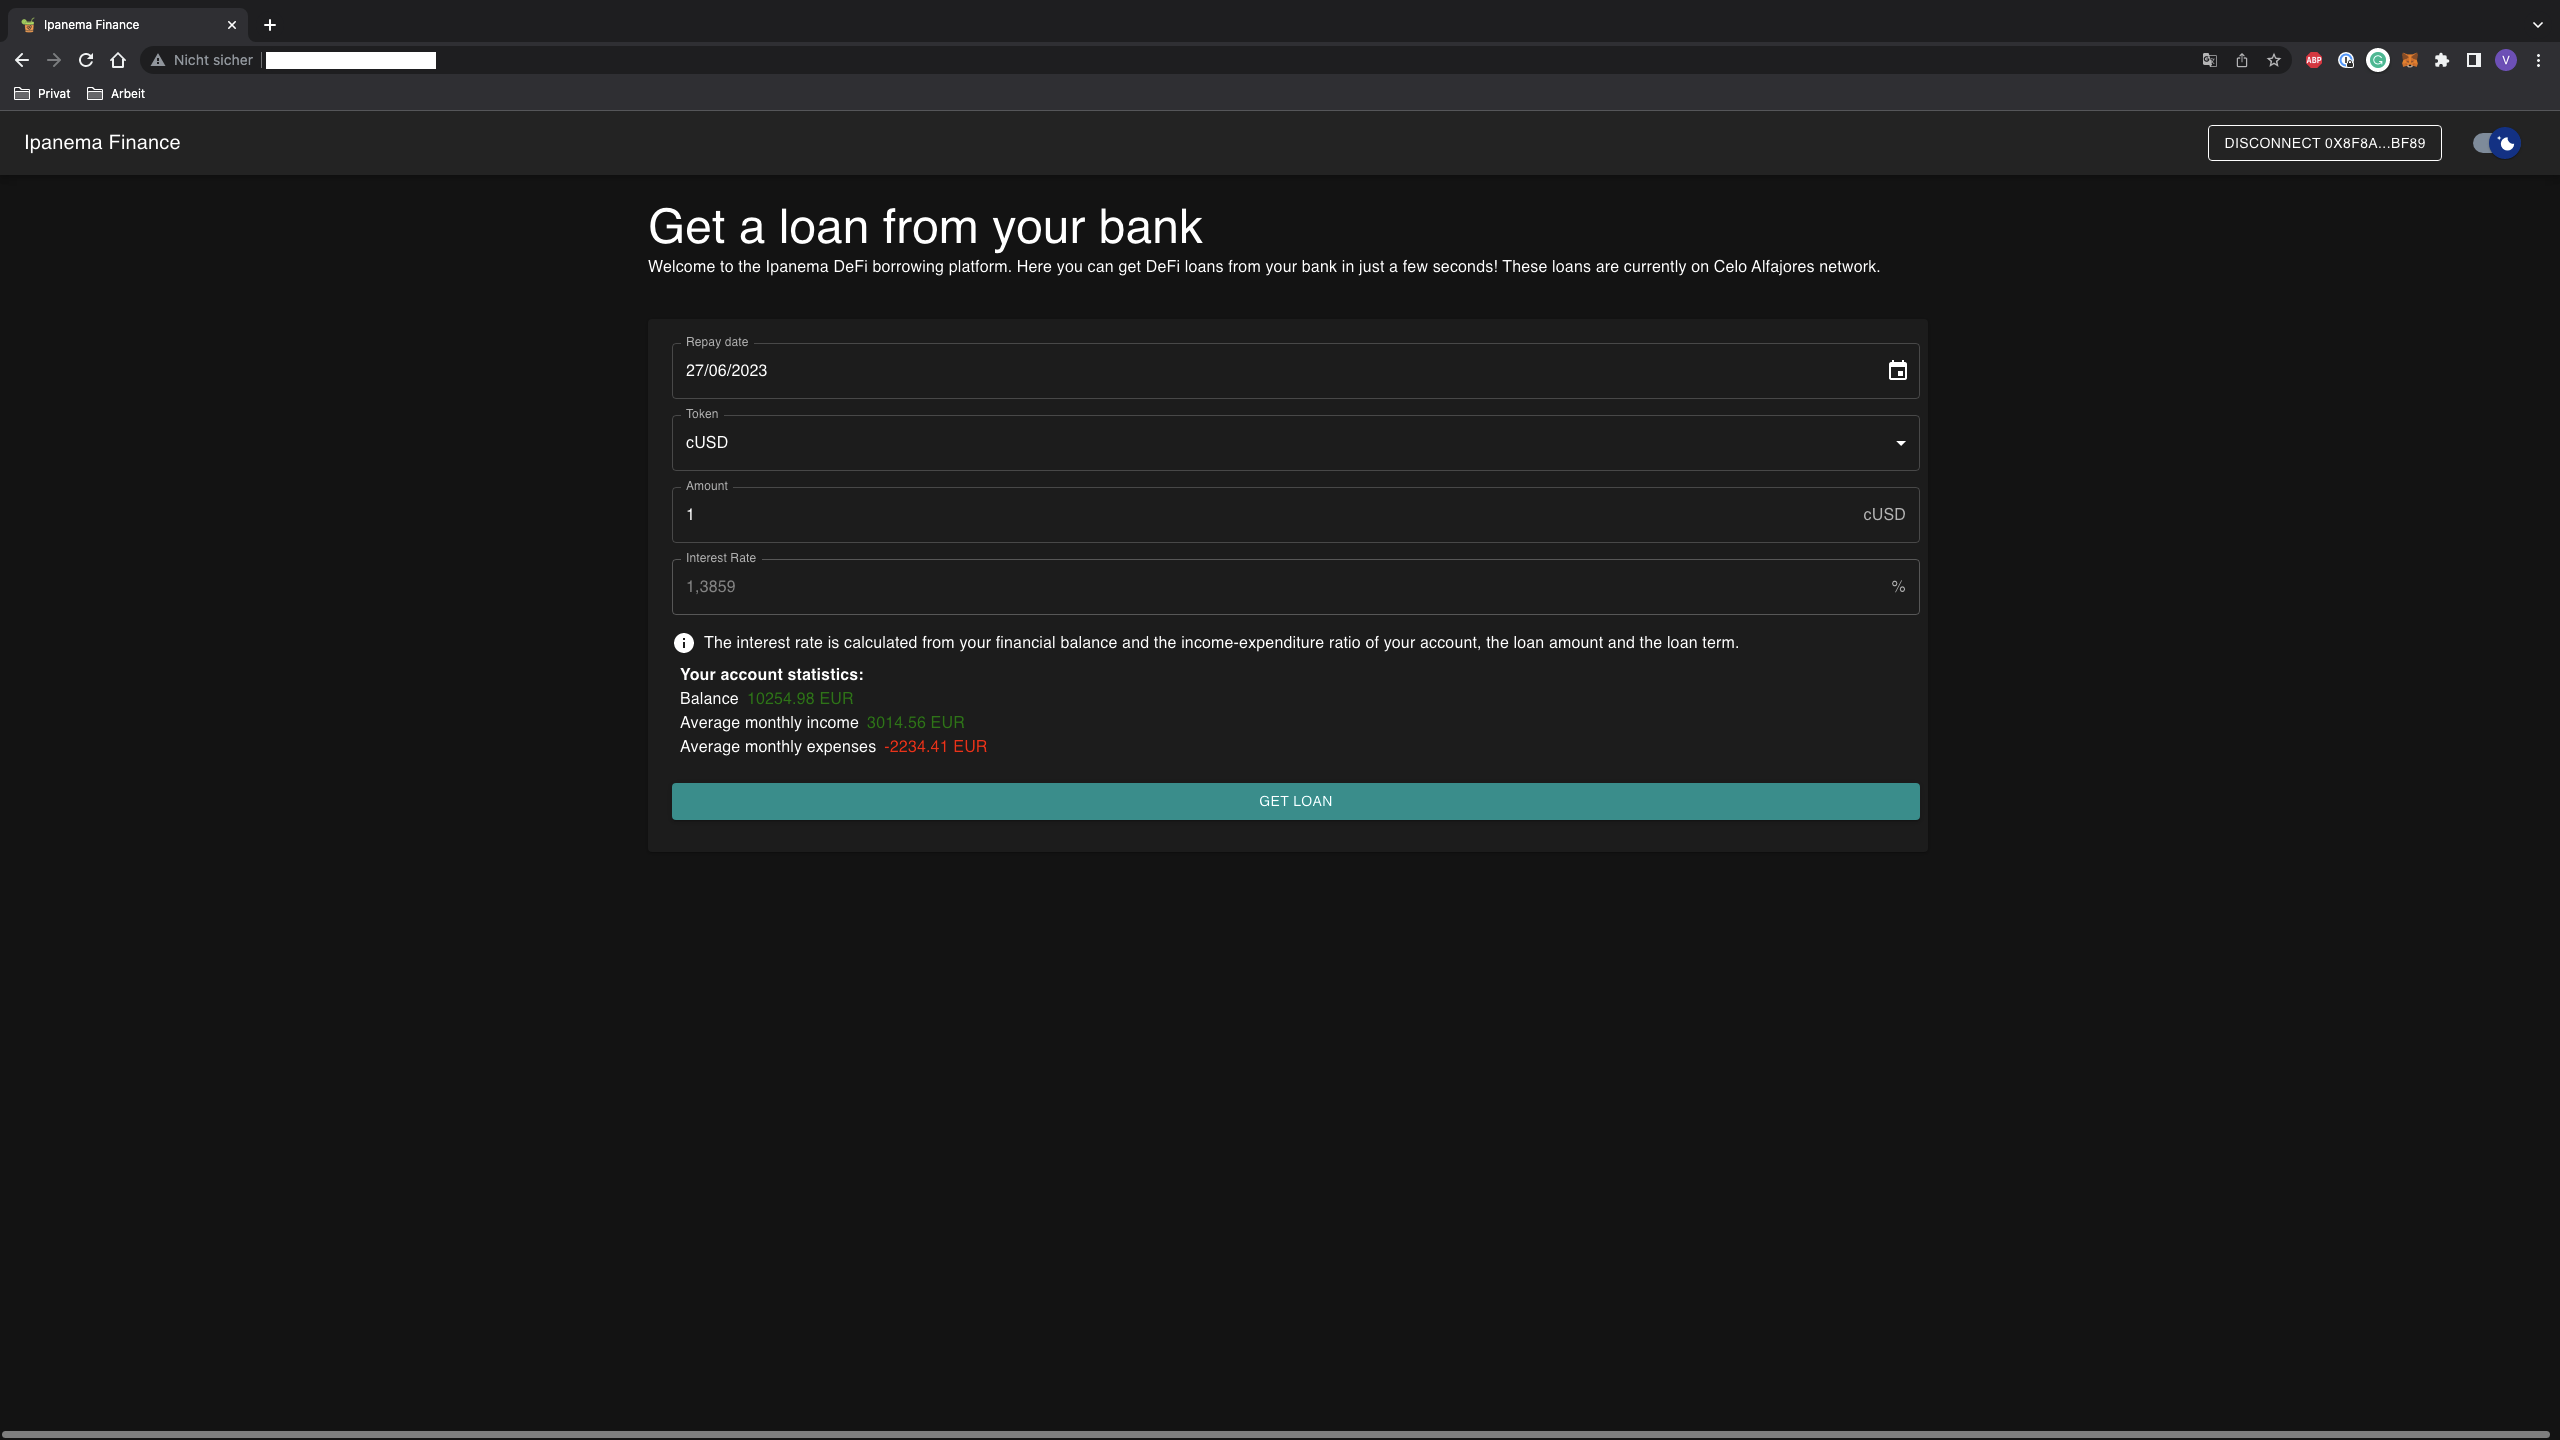 Ipanema Finance
Nicht sicher
Privat Arbeit
Ipanema Finance
DISCONNECT 0X8F8A...BF89
Get a loan from your bank
Welcome to the Ipanema DeFi borrowing platform. Here you can get DeFi loans from your bank in just a few seconds! These loans are currently on Celo Alfajores network.
Repay date
27/06/2023
Token
cUSD
Amount
1 cUSD
Interest Rate
1,3859 %
The interest rate is calculated from your financial balance and the income-expenditure ratio of your account, the loan amount and the loan term.
Your account statistics:
Balance 10254.98 EUR
Average monthly income 3014.56 EUR
Average monthly expenses -2234.41 EUR
GET LOAN
ABP
V